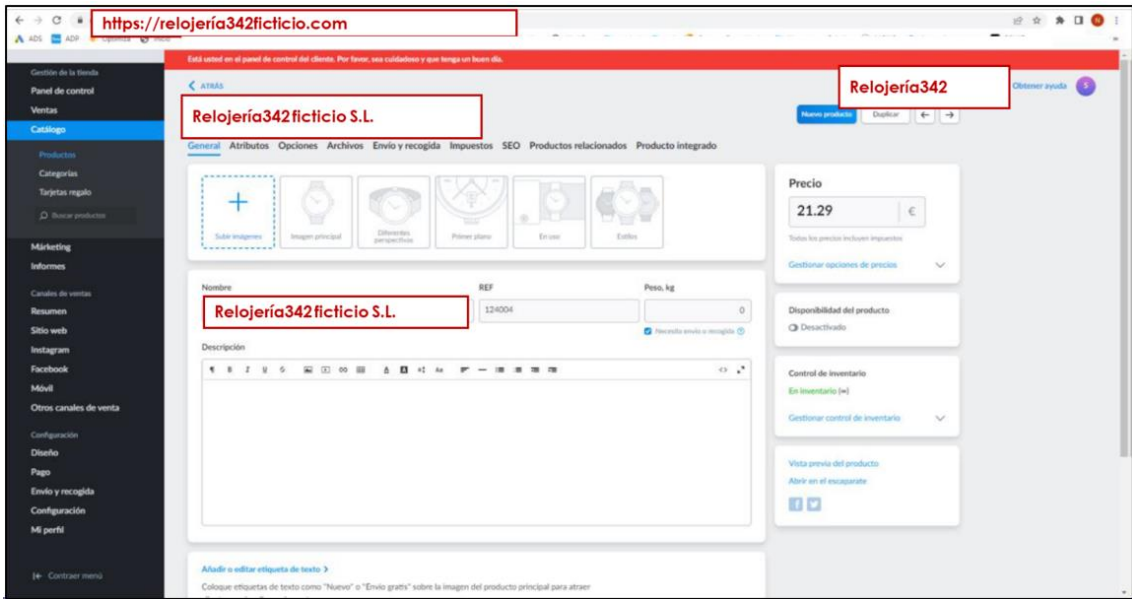 https://relojería342ficticio.com
ADS
ADP
Optimiza
Inicio
Está usted en el panel de control del cliente. Por favor, sea cuidadoso y que tenga un buen día.
Gestión de la tienda
Panel de control
Ventas
Catálogo
Productos
Categorías
Tarjetas regalo
Buscar productos
Márketing
Informes
Canales de ventas
Resumen
Sitio web
Instagram
Facebook
Móvil
Otros canales de venta
Configuración
Diseño
Pago
Envío y recogida
Configuración
Mi perfil
Contraer menú
ATRÁS
Relojería342
Obtener ayuda
S
Relojería342ficticio S.L.
Nuevo producto
Duplicar
General Atributos Opciones Archivos Envío y recogida Impuestos SEO Productos relacionados Producto integrado
Subir imágenes
Imagen principal
Diferentes perspectivas
Primer plano
En uso
Estilos
Nombre
REF
Peso, kg
Relojería342ficticio S.L.
124004
0
Necesita envío o recogida
Descripción
Precio
21.29 €
Todos los precios incluyen impuestos
Gestionar opciones de precios
Disponibilidad del producto
Desactivado
Control de inventario
En inventario (∞)
Gestionar control de inventario
Vista previa del producto
Abrir en el escaparate
Añadir o editar etiqueta de texto
Coloque etiquetas de texto como "Nuevo" o "Envío gratis" sobre la imagen del producto principal para atraer